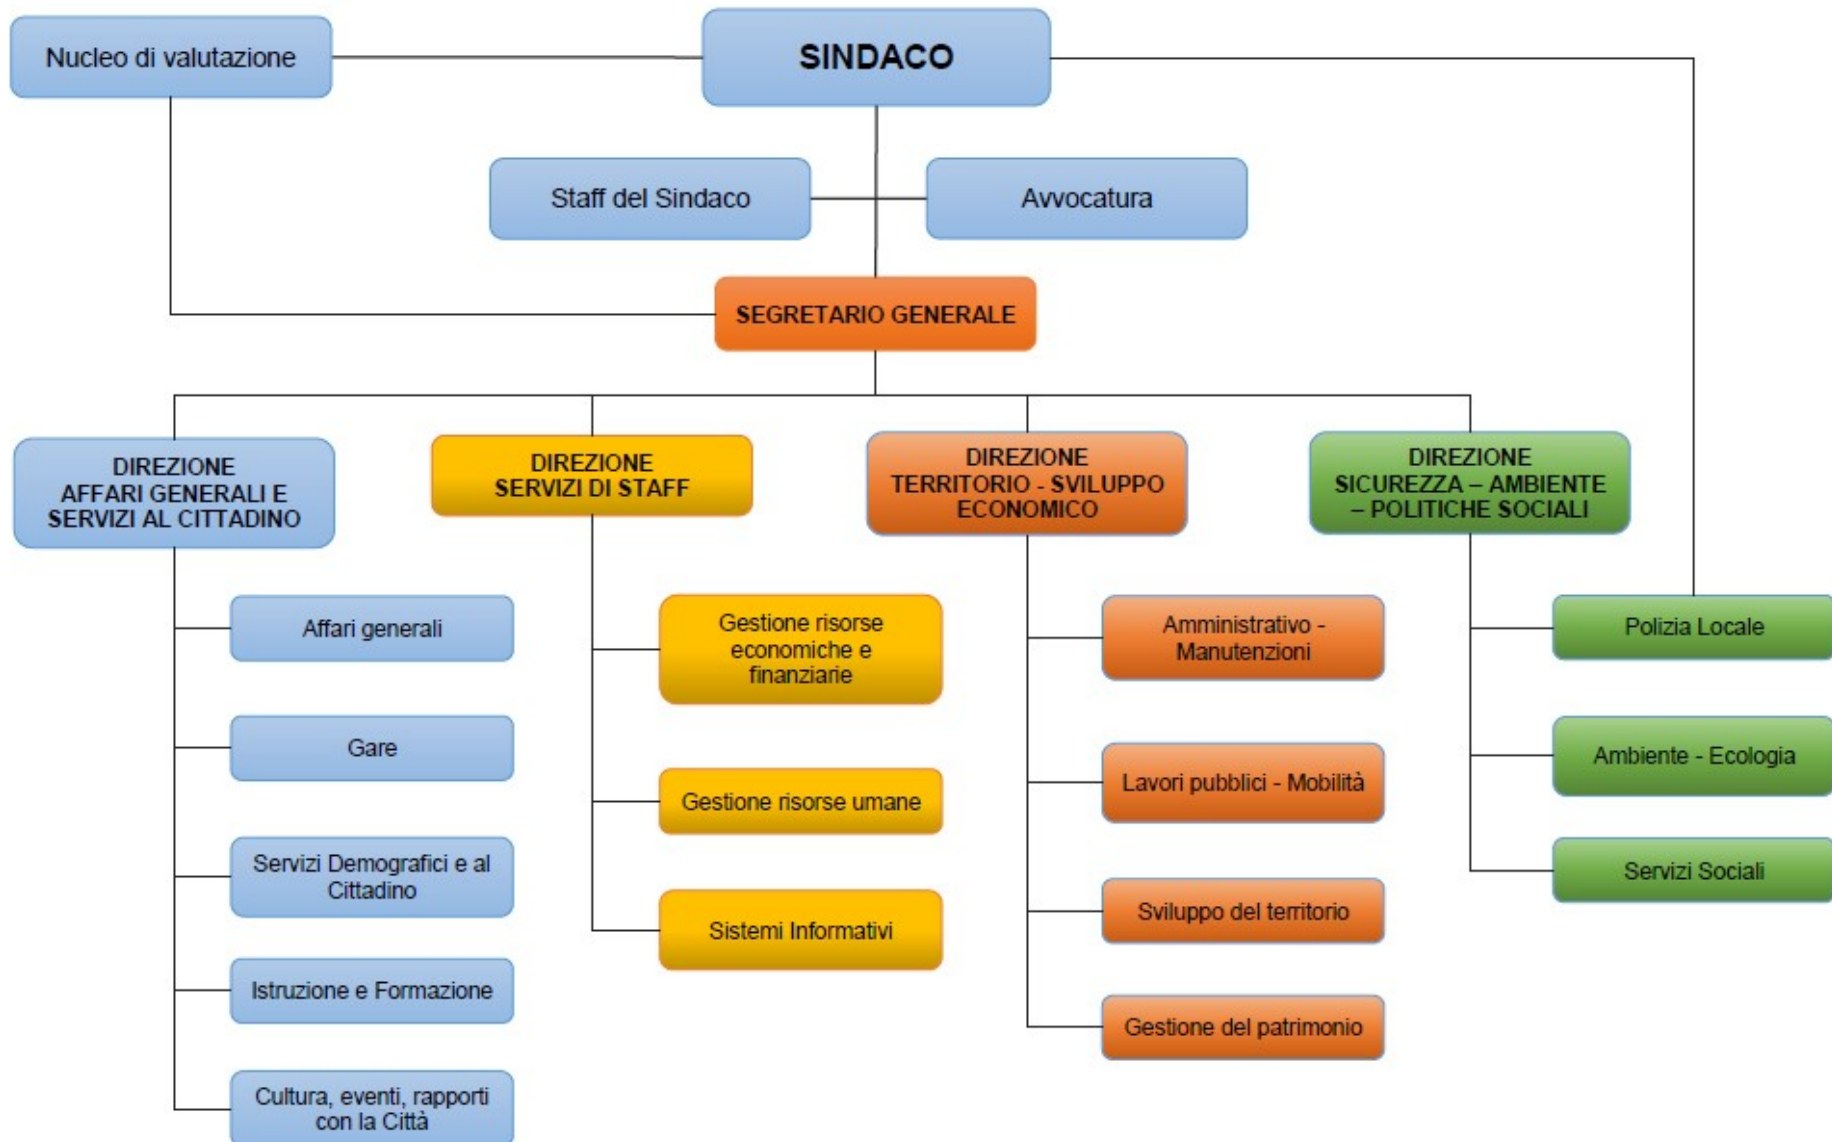 Nucleo di valutazione
SINDACO
Staff del Sindaco
Avvocatura
SEGRETARIO GENERALE
DIREZIONE
AFFARI GENERALI E
SERVIZI AL CITTADINO
DIREZIONE
SERVIZI DI STAFF
DIREZIONE
TERRITORIO - SVILUPPO
ECONOMICO
DIREZIONE
SICUREZZA – AMBIENTE
– POLITICHE SOCIALI
Affari generali
Gare
Servizi Demografici e al
Cittadino
Istruzione e Formazione
Cultura, eventi, rapporti
con la Città
Gestione risorse
economiche e
finanziarie
Gestione risorse umane
Sistemi Informativi
Amministrativo -
Manutenzioni
Lavori pubblici - Mobilità
Sviluppo del territorio
Gestione del patrimonio
Polizia Locale
Ambiente - Ecologia
Servizi Sociali